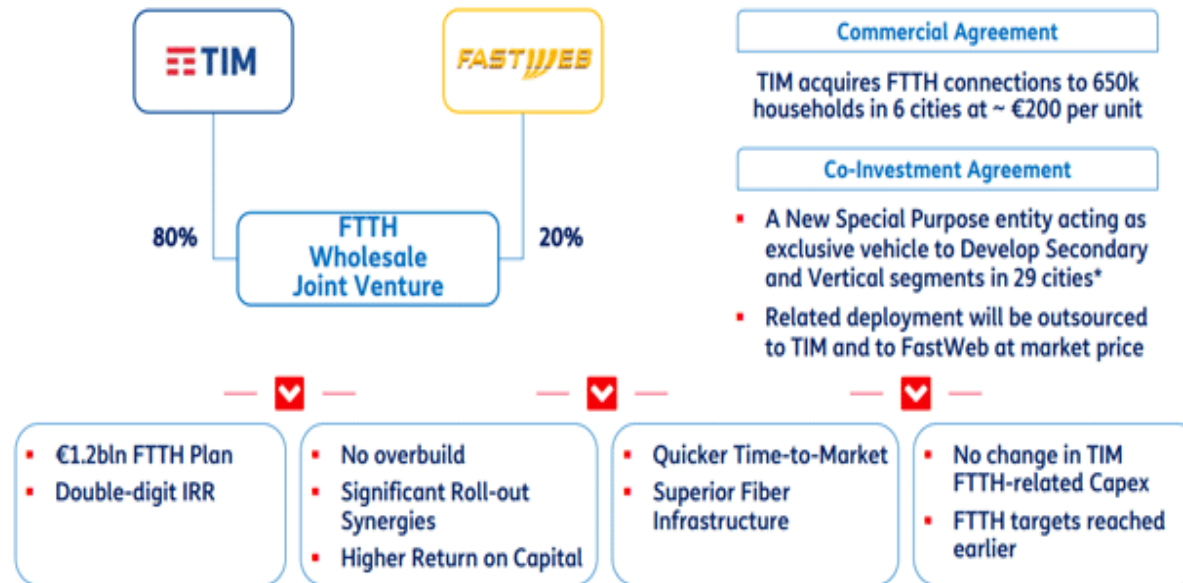 TIM
FASTWEB
80%
20%
FTTH
Wholesale
Joint Venture
Commercial Agreement
TIM acquires FTTH connections to 650k
households in 6 cities at ~ €200 per unit
Co-Investment Agreement
▪ A New Special Purpose entity acting as
exclusive vehicle to Develop Secondary
and Vertical segments in 29 cities*
▪ Related deployment will be outsourced
to TIM and to FastWeb at market price
▪ €1.2bln FTTH Plan
▪ Double-digit IRR
▪ No overbuild
▪ Significant Roll-out
Synergies
▪ Higher Return on Capital
▪ Quicker Time-to-Market
▪ Superior Fiber
Infrastructure
▪ No change in TIM
FTTH-related Capex
▪ FTTH targets reached
earlier